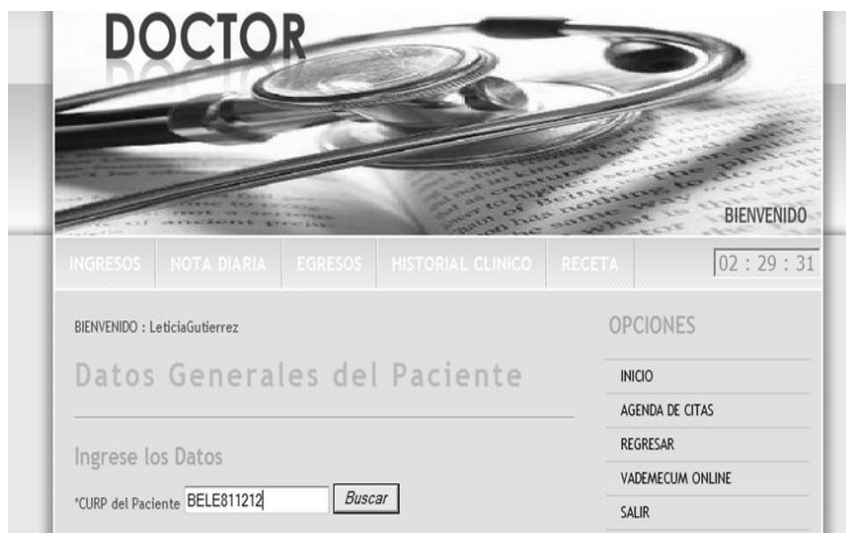 DOCTOR
BIENVENIDO
INGRESOS NOTA DIARIA EGRESOS HISTORIAL CLINICO RECETA 02 : 29 : 31
BIENVENIDO : LeticiaGutierrez
Datos Generales del Paciente
Ingrese los Datos
*CURP del Paciente BELE811212 Buscar
OPCIONES
INICIO
AGENDA DE CITAS
REGRESAR
VADEMECUM ONLINE
SALIR